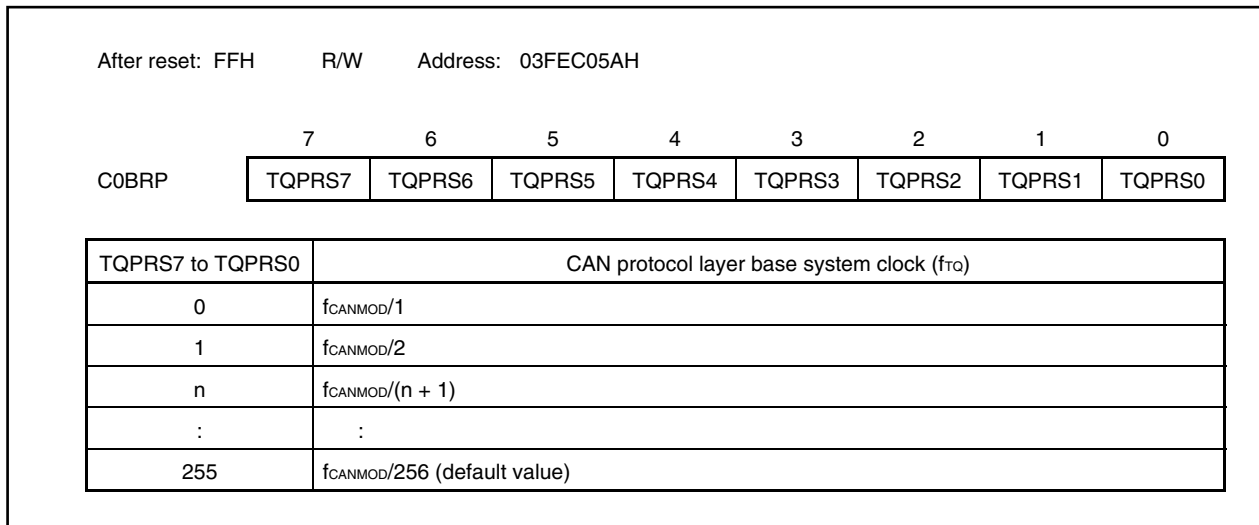 After reset: FFH R/W Address: 03FEC05AH
7 6 5 4 3 2 1 0
C0BRP TQPRS7 TQPRS6 TQPRS5 TQPRS4 TQPRS3 TQPRS2 TQPRS1 TQPRS0
TQPRS7 to TQPRS0 CAN protocol layer base system clock (fTQ)
0 fCANMOD/1
1 fCANMOD/2
n fCANMOD/(n + 1)
: :
255 fCANMOD/256 (default value)